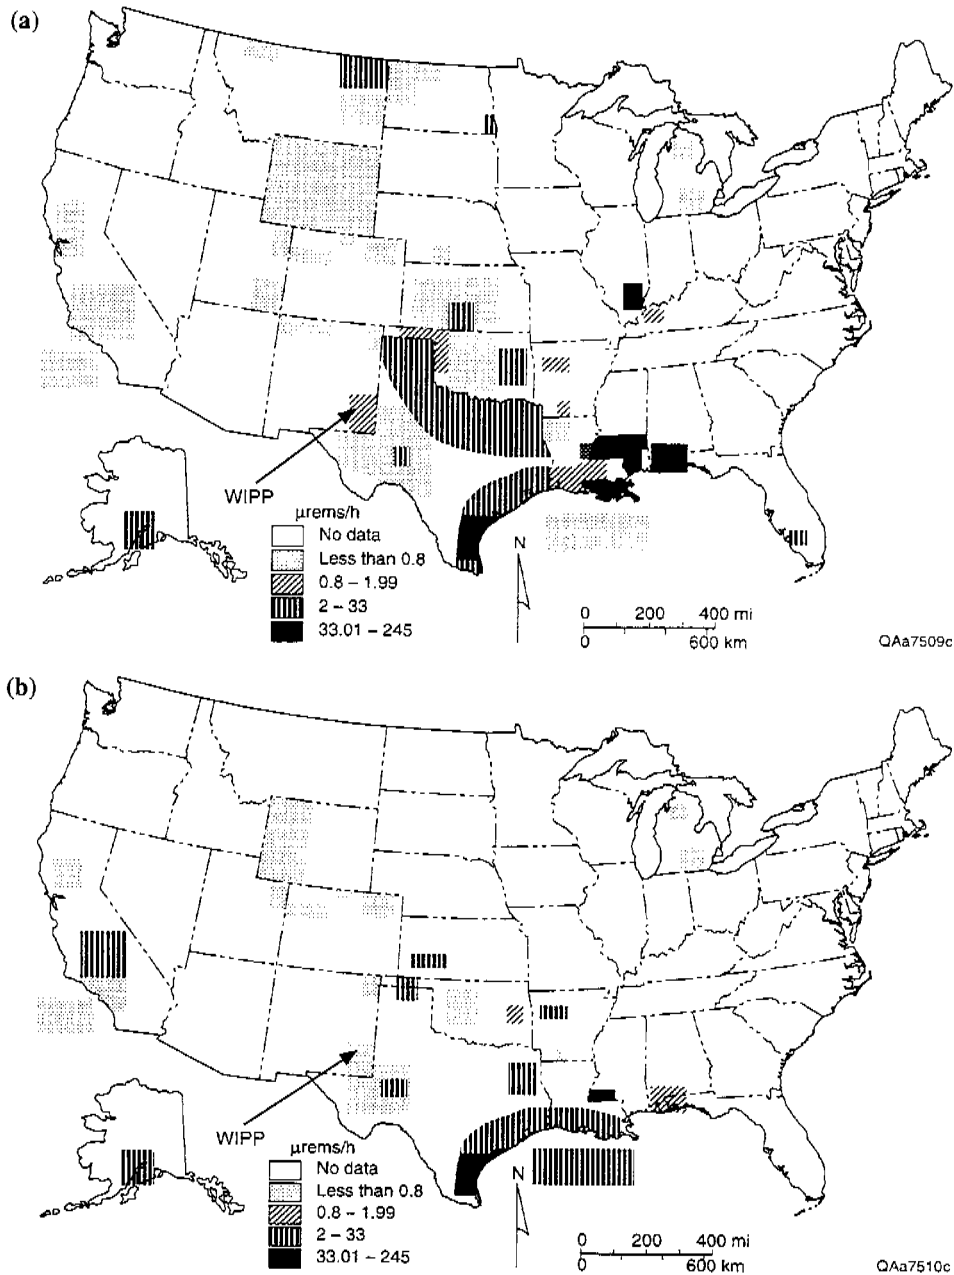 (a)
WIPP
μrems/h
No data
Less than 0.8
0.8 – 1.99
2 – 33
33.01 – 245
N
0 200 400 mi
0 600 km
QAa7509c
(b)
WIPP
μrems/h
No data
Less than 0.8
0.8 – 1.99
2 – 33
33.01 – 245
N
0 200 400 mi
0 600 km
QAa7510c